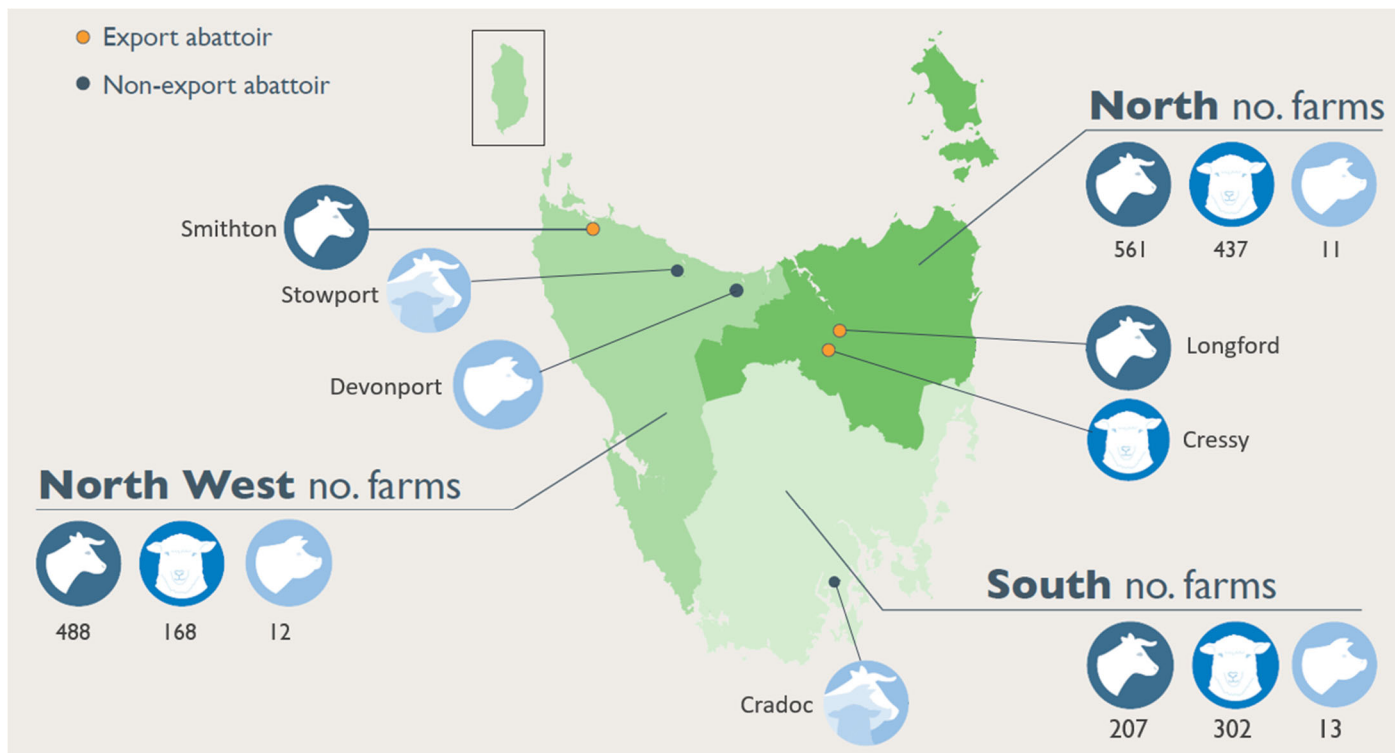 Export abattoir
Non-export abattoir
North no. farms
561 437 11
Smithton
Stowport
Devonport
Longford
Cressy
North West no. farms
488 168 12
South no. farms
207 302 13
Cradoc